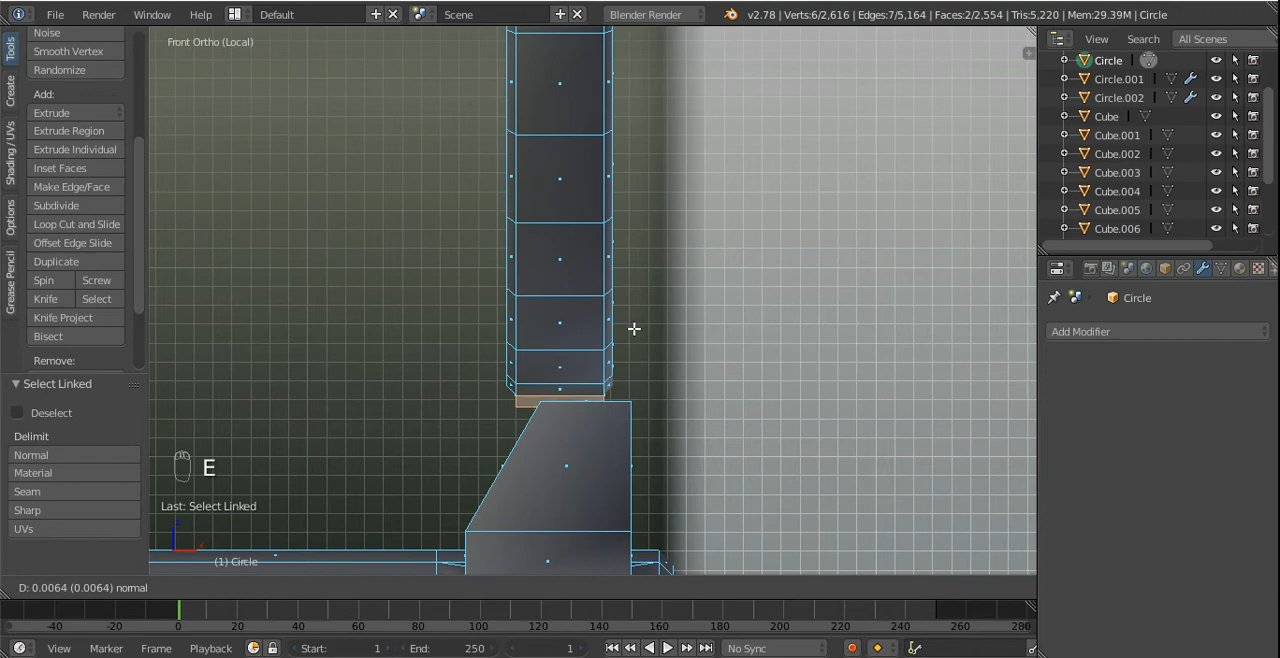 File Render Window Help Default Scene Blender Render v2.78 | Verts:6/2,616 | Edges:7/5,164 | Faces:2/2,554 | Tris:5,220 | Mem:29.39M | Circle
Tools
Create
Shading / UVs
Options
Grease Pencil
Noise
Smooth Vertex
Randomize
Add:
Extrude
Extrude Region
Extrude Individual
Inset Faces
Make Edge/Face
Subdivide
Loop Cut and Slide
Offset Edge Slide
Duplicate
Spin Screw
Knife Select
Knife Project
Bisect
Remove:
Select Linked
Deselect
Delimit
Normal
Material
Seam
Sharp
UVs
Front Ortho (Local)
E
Last: Select Linked
(1) Circle
D: 0.0064 (0.0064) normal
View Search All Scenes
Circle
Circle.001
Circle.002
Cube
Cube.001
Cube.002
Cube.003
Cube.004
Cube.005
Cube.006
Circle
Add Modifier
-40 -20 0 20 40 60 80 100 120 140 160 180 200 220 240 260 280
View Marker Frame Playback Start: 1 End: 250 1 No Sync